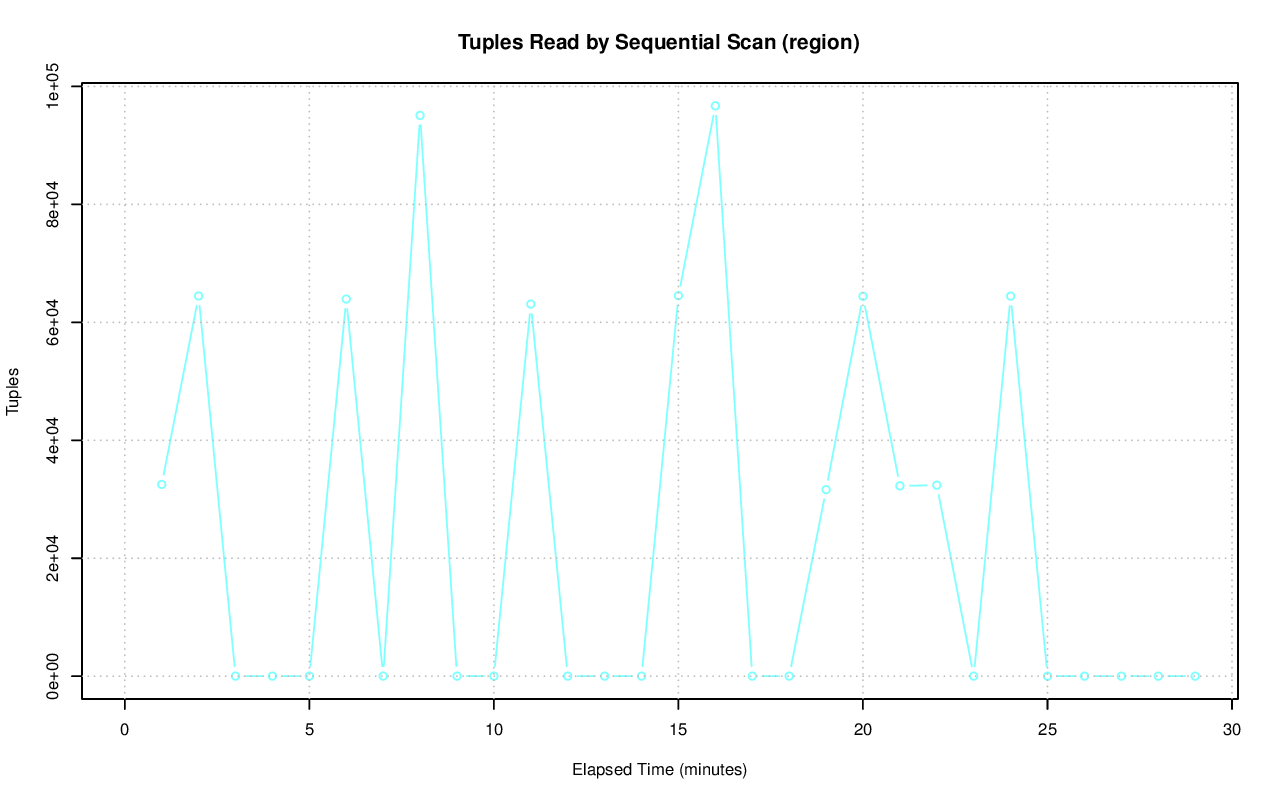 Tuples Read by Sequential Scan (region)
1e+05
8e+04
6e+04
4e+04
2e+04
0e+00
Tuples
0 5 10 15 20 25 30
Elapsed Time (minutes)